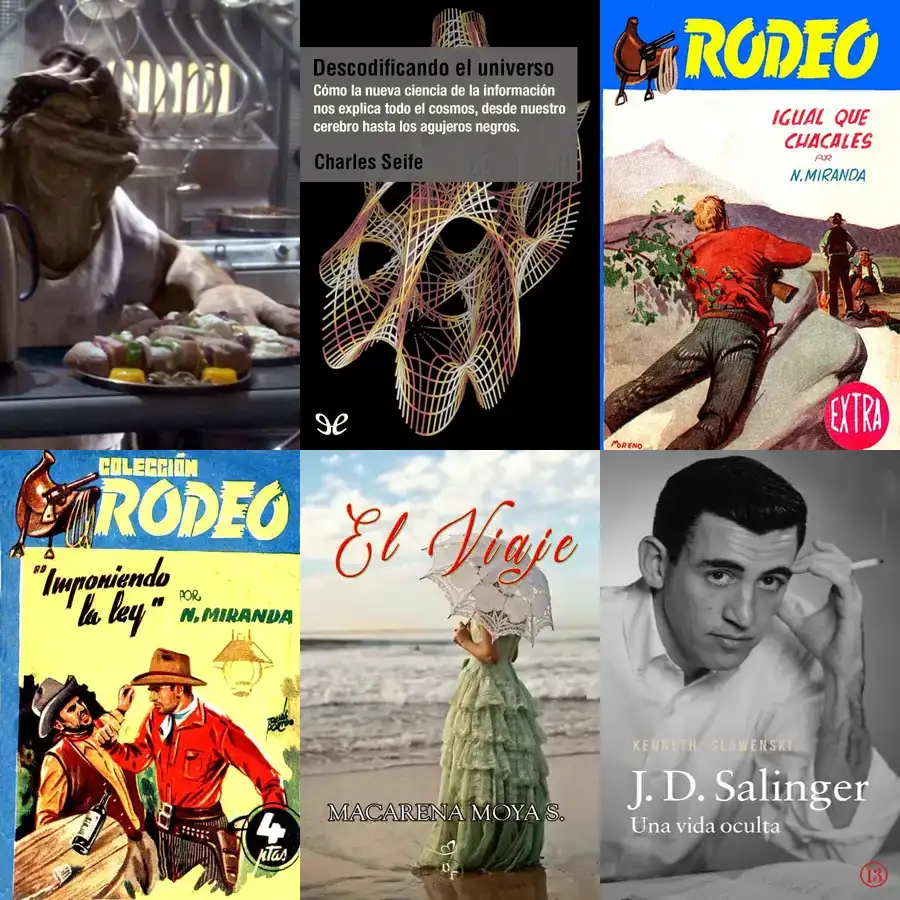 Descodificando el universo
Cómo la nueva ciencia de la información
nos explica todo el cosmos, desde nuestro
cerebro hasta los agujeros negros.
Charles Seife
RODEO
IGUAL QUE
CHACALES
POR
N. MIRANDA
MORENO
EXTRA
COLECCIÓN
RODEO
"Imponiendo
la ley"
POR
N. MIRANDA
4
ptas
El Viaje
MACARENA MOYA S.
KENNETH SLAWENSKI
J. D. Salinger
Una vida oculta
13